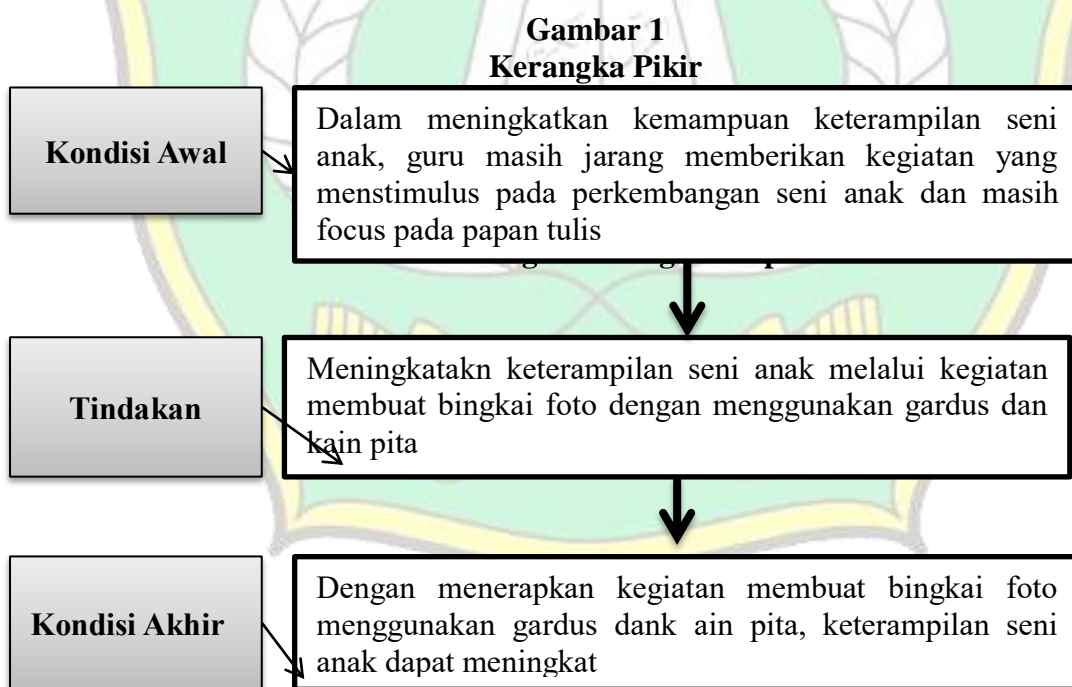 Gambar 1
Kerangka Pikir
Kondisi Awal
Dalam meningkatkan kemampuan keterampilan seni
anak, guru masih jarang memberikan kegiatan yang
menstimulus pada perkembangan seni anak dan masih
focus pada papan tulis
Tindakan
Meningkatakn keterampilan seni anak melalui kegiatan
membuat bingkai foto dengan menggunakan gardus dan
kain pita
Kondisi Akhir
Dengan menerapkan kegiatan membuat bingkai foto
menggunakan gardus dank ain pita, keterampilan seni
anak dapat meningkat